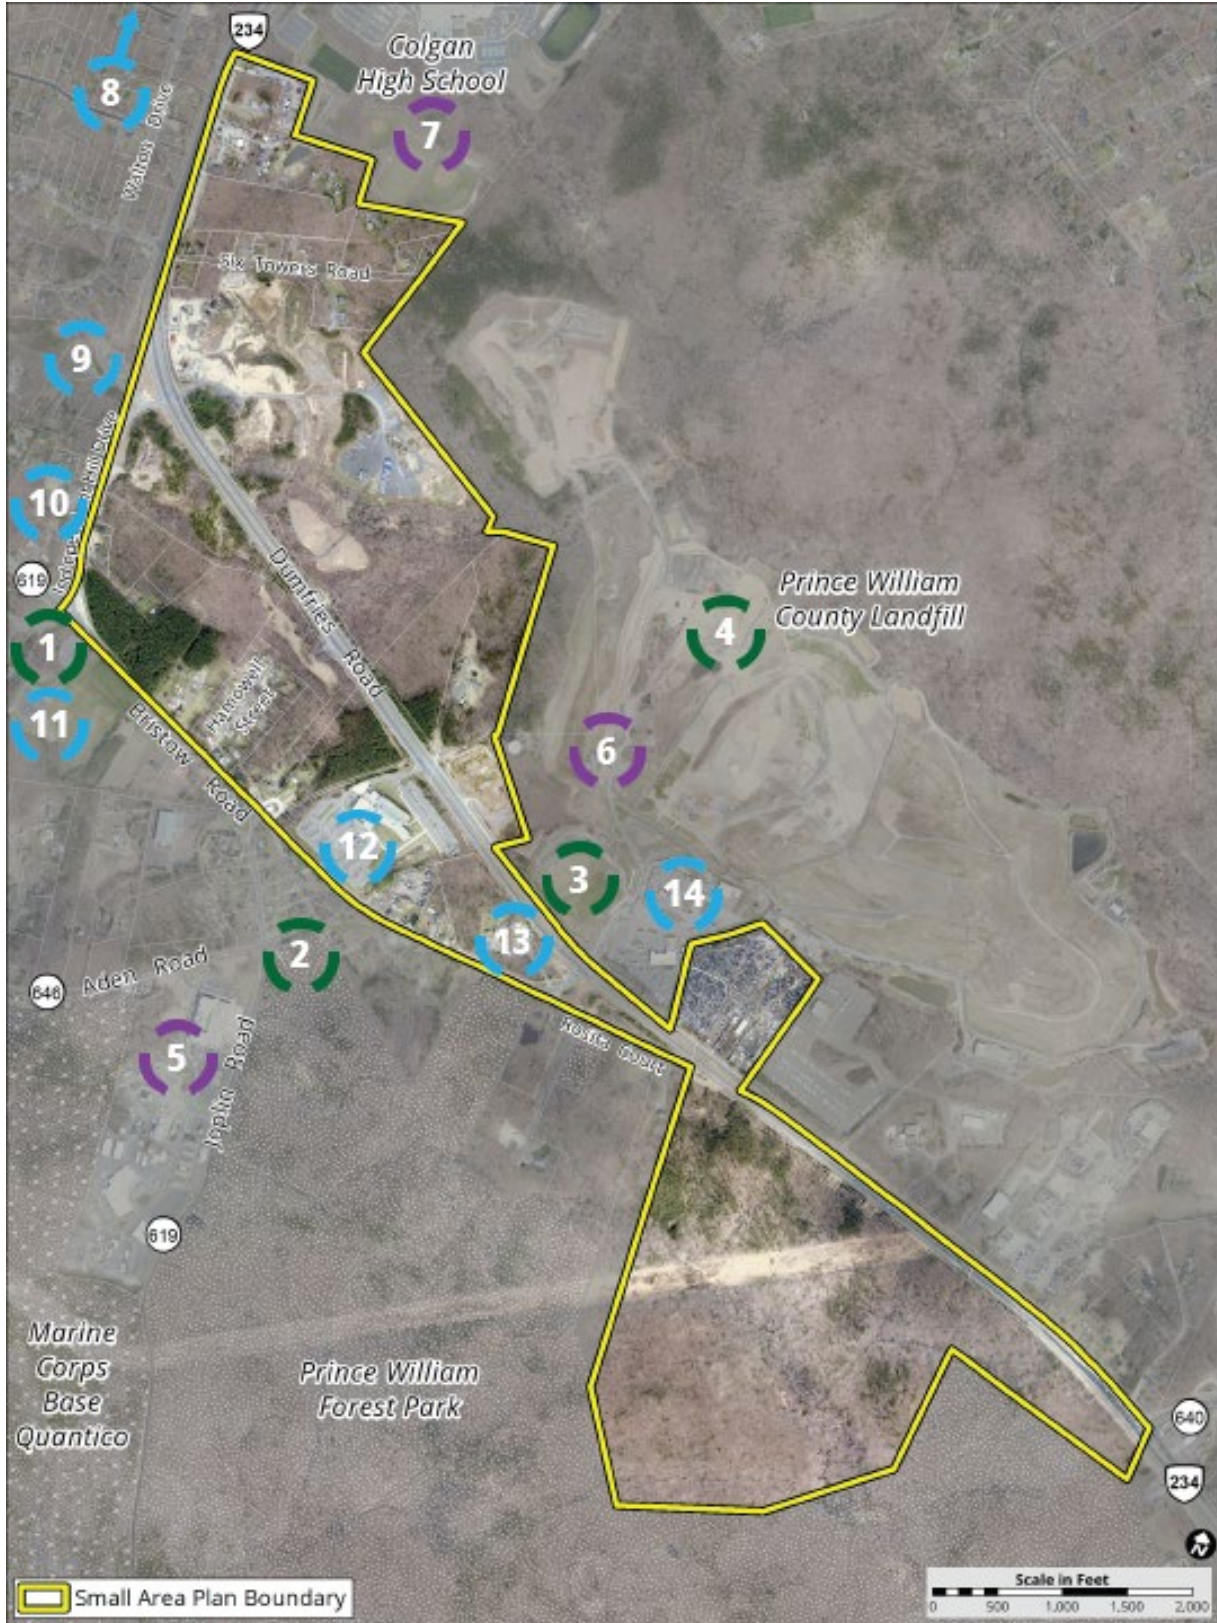 234
Colgan
High School
8
7
Walton Drive
Six Towers Road
9
10
Drive
619
Dumfries Road
Prince William
County Landfill
4
1
11
Hamowell
Street
Bristow Road
6
12
3
14
13
2
Aden Road
646
Kosita Court
5
Joplin Road
619
Marine
Corps
Base
Quantico
Prince William
Forest Park
640
234
N
Small Area Plan Boundary
Scale in Feet
0 500 1,000 1,500 2,000